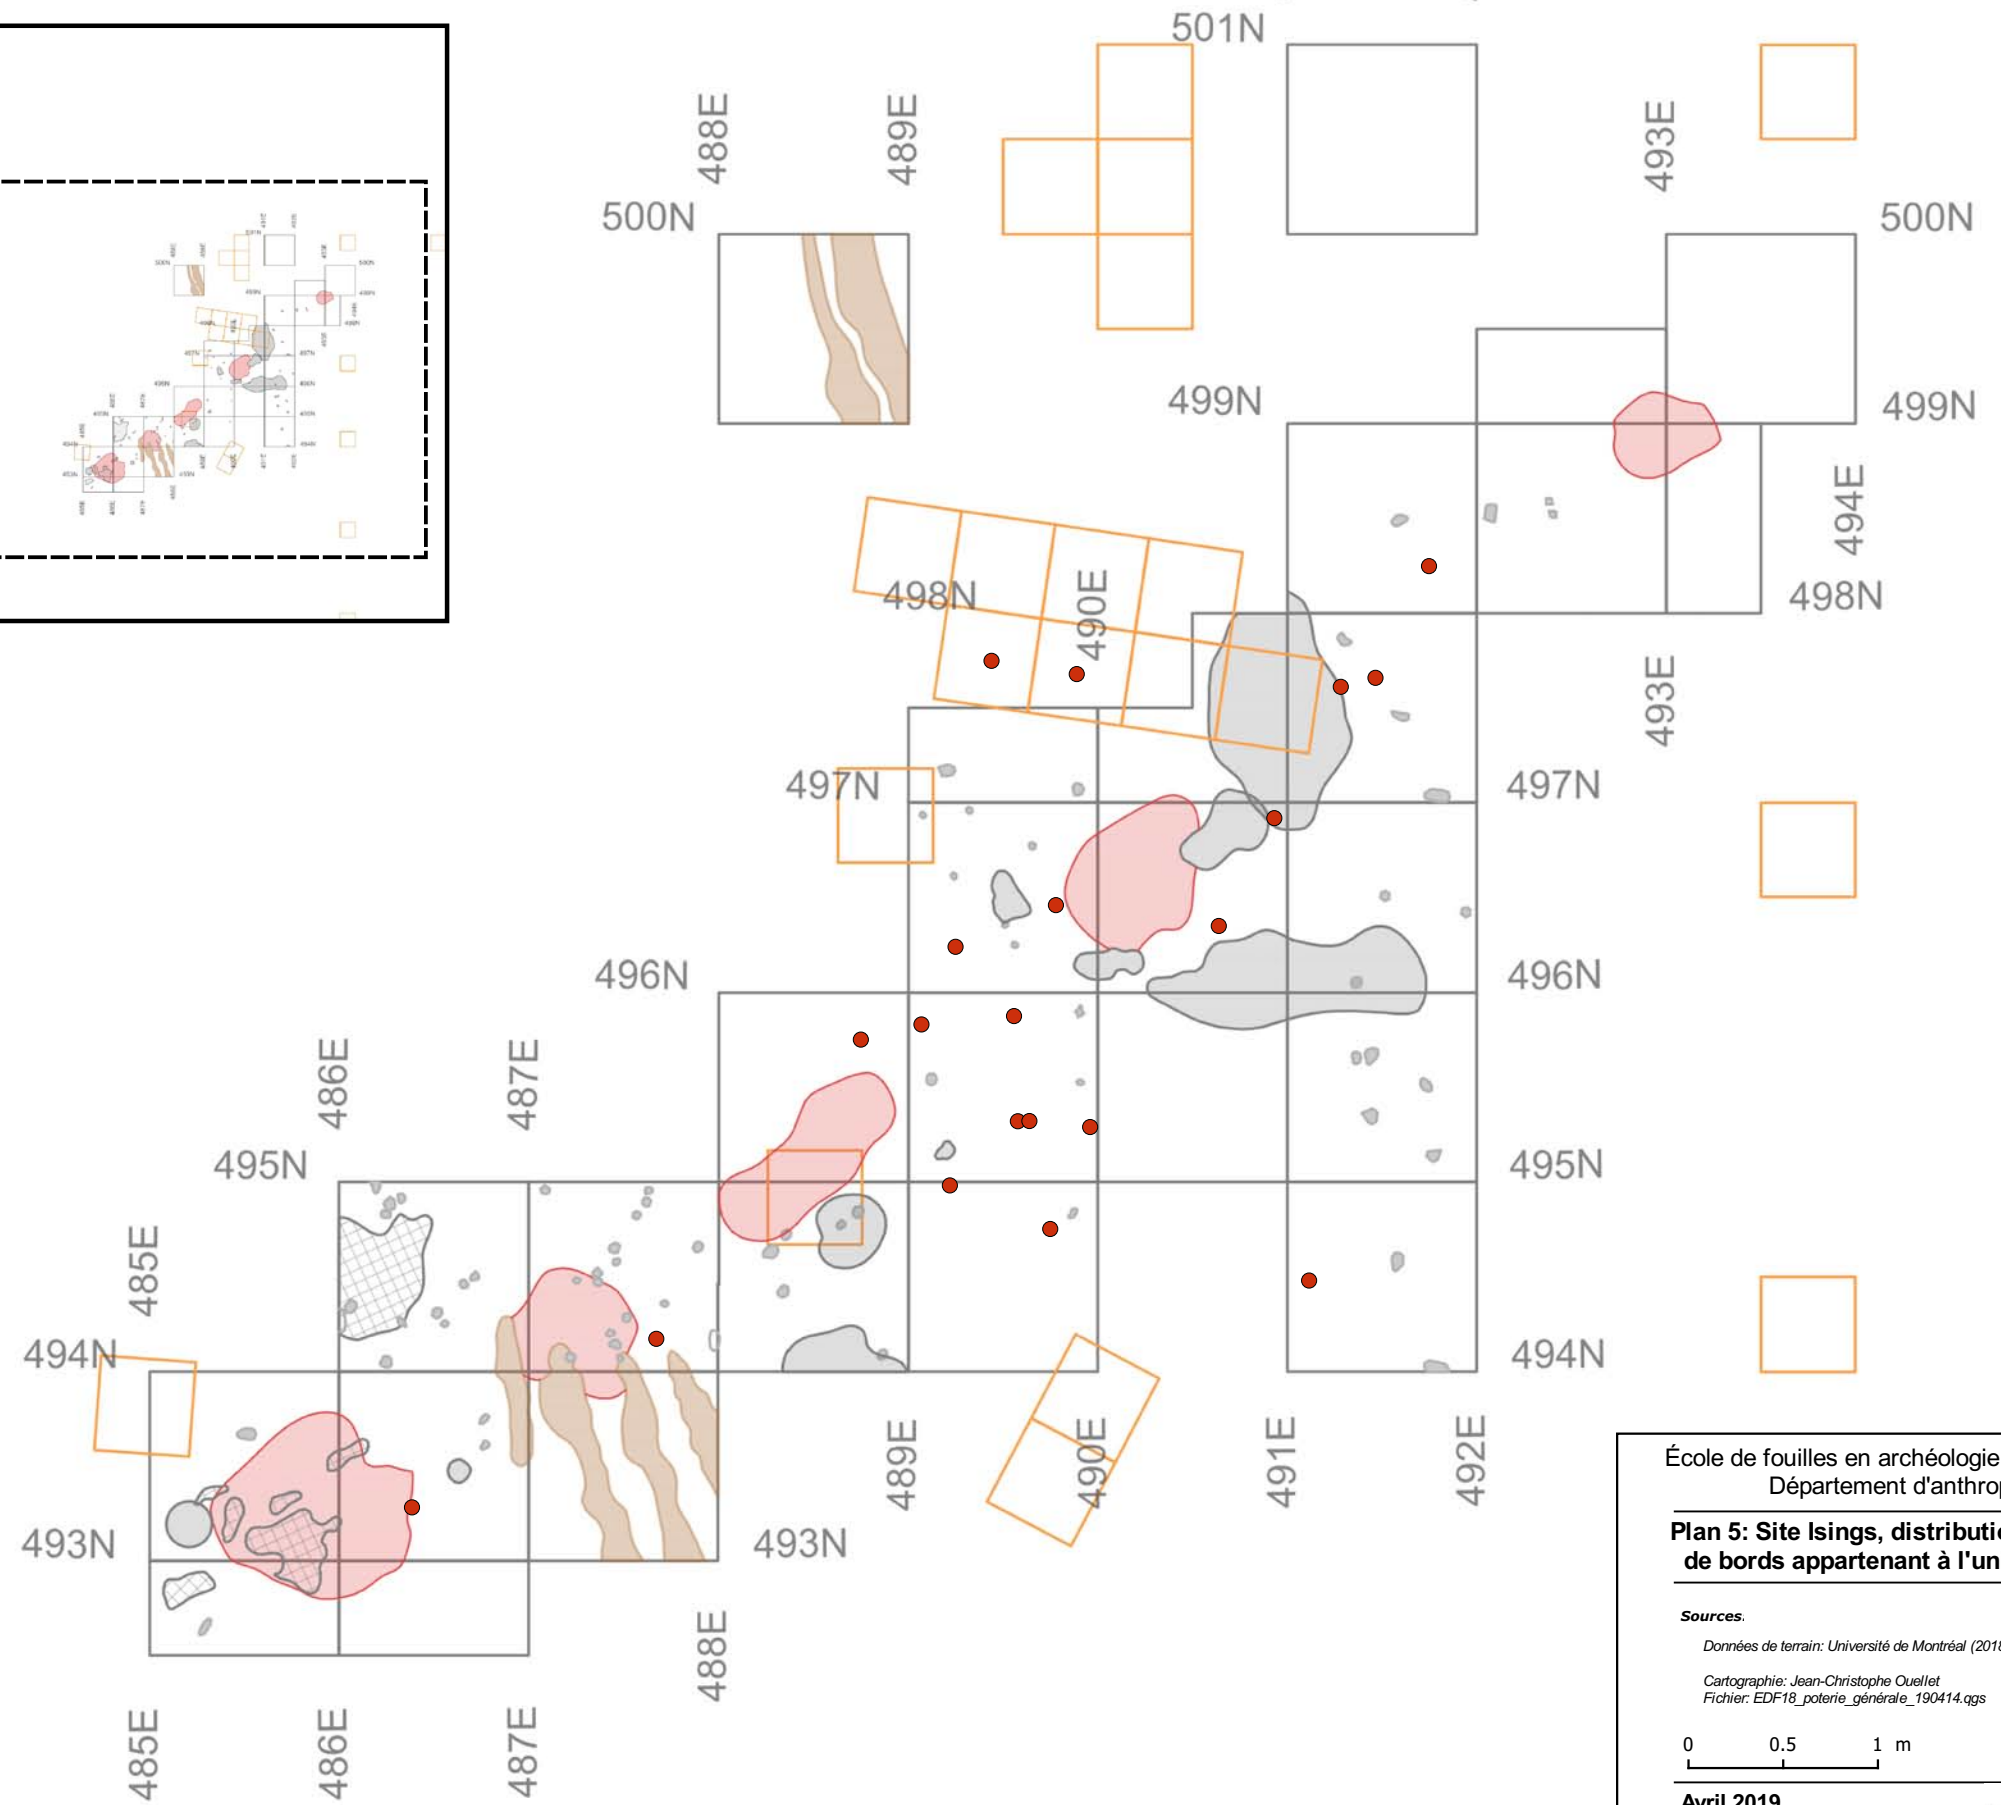 501N
488E
489E
493E
500N
500N
499N
499N
494E
498N
490E
498N
493E
497N
497N
496N
496N
486E
487E
495N
495N
485E
494N
494N
489E
490E
491E
492E
493N
493N
488E
485E
486E
487E
École de fouilles en archéologie
Département d'anthrop
Plan 5: Site Isings, distributi
de bords appartenant à l'un
Sources:
Données de terrain: Université de Montréal (2018
Cartographie: Jean-Christophe Ouellet
Fichier: EDF18_poterie_générale_190414.qgs
0 0.5 1 m
Avril 2019